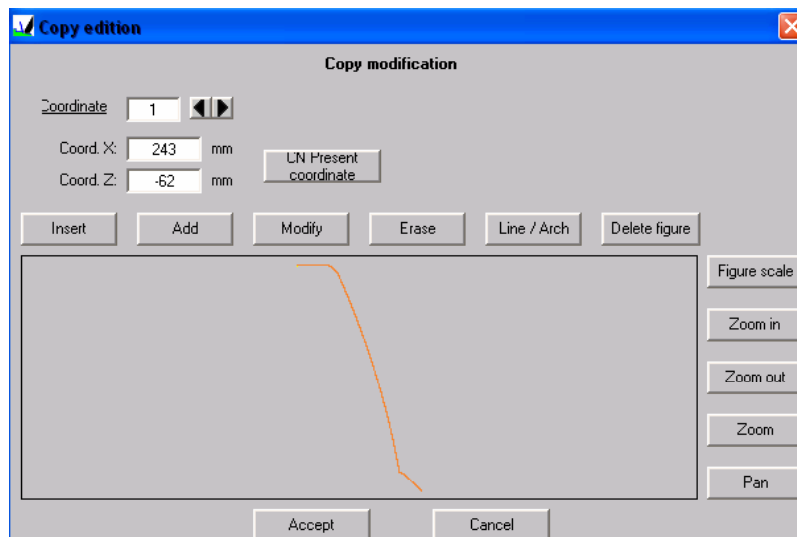 Copy edition
Copy modification
Coordinate 1
Coord. X: 243 mm
Coord. Z: -62 mm
CN Present
coordinate
Insert Add Modify Erase Line / Arch Delete figure
Figure scale
Zoom in
Zoom out
Zoom
Pan
Accept Cancel